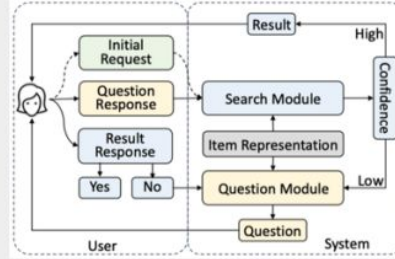 Result
High
Initial
Request
Question
Response
Search Module
Confidence
Result
Response
Item Representation
Yes
No
Question Module
Low
Question
User
System